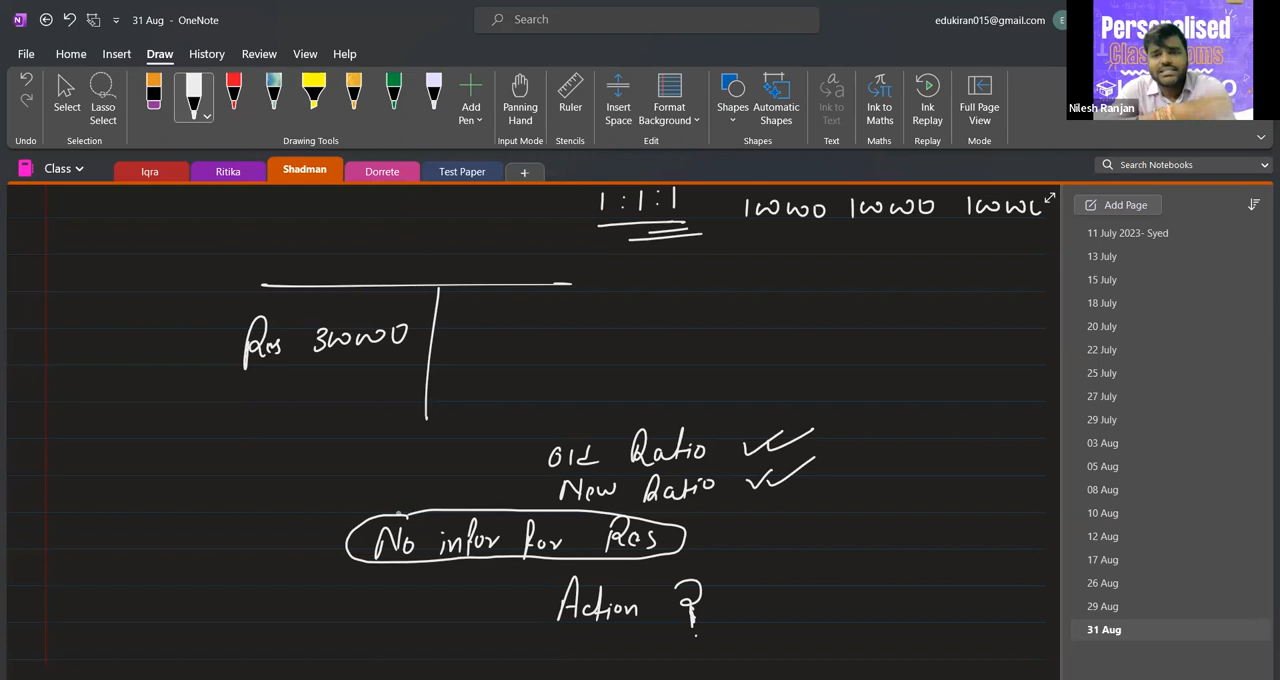 31 Aug - OneNote
Search
edukiran015@gmail.com
E
Personalised
Nilesh Ranjan
File Home Insert Draw History Review View Help
Undo
Select
Lasso Select
Selection
Drawing Tools
Add Pen
Panning Hand
Input Mode
Ruler
Stencils
Insert Space
Format Background
Edit
Shapes
Automatic Shapes
Shapes
Ink to Text
Text
Ink to Maths
Maths
Ink Replay
Replay
Full Page View
Mode
Class
Iqra Ritika Shadman Dorrete Test Paper +
Search Notebooks
Add Page
11 July 2023- Syed
13 July
15 July
18 July
20 July
22 July
25 July
27 July
29 July
03 Aug
05 Aug
08 Aug
10 Aug
12 Aug
17 Aug
26 Aug
29 Aug
31 Aug
1 : 1 : 1 100000 100000
Res 300000
Old Ratio ✓✓
New Ratio ✓✓
No infor for Res
Action ?